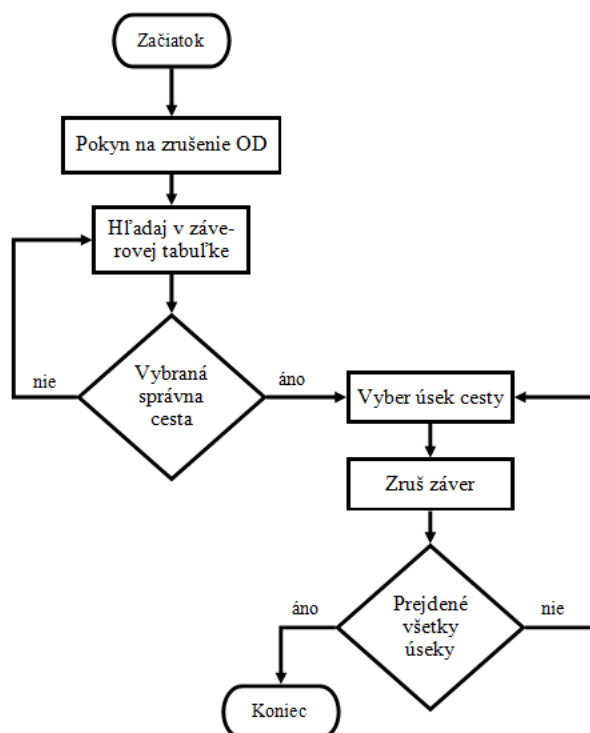 Začiatok
Pokyn na zrušenie OD
Hľadaj v záve-
rovej tabuľke
Vybraná
správna
cesta
nie
áno
Vyber úsek cesty
Zruš záver
Prejdené
všetky
úseky
áno
nie
Koniec